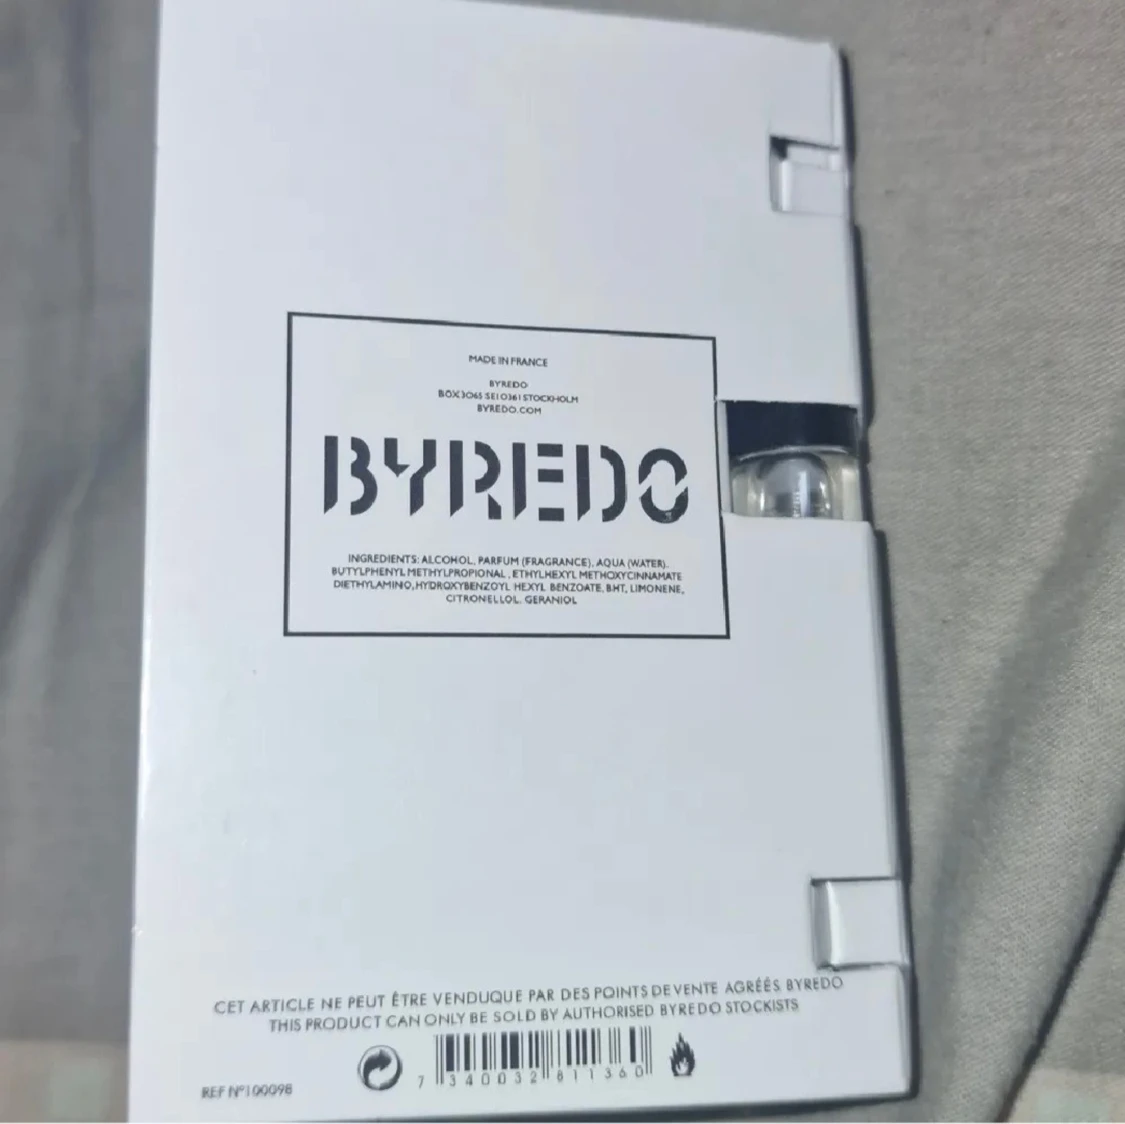 MADE IN FRANCE
BYREDO
BOX 3065 SE10361 STOCKHOLM
BYREDO.COM
BYREDO
INGREDIENTS: ALCOHOL, PARFUM (FRAGRANCE), AQUA (WATER).
BUTYLPHENYL METHYLPROPIONAL , ETHYLHEXYL METHOXYCINNAMATE
DIETHYLAMINO, HYDROXYBENZOYL HEXYL BENZOATE, BHT, LIMONENE,
CITRONELLOL, GERANIOL
CET ARTICLE NE PEUT ÊTRE VENDUQUE PAR DES POINTS DE VENTE AGRÉÉS BYREDO
THIS PRODUCT CAN ONLY BE SOLD BY AUTHORISED BYREDO STOCKISTS
7 340032 811360
REF Nº100098